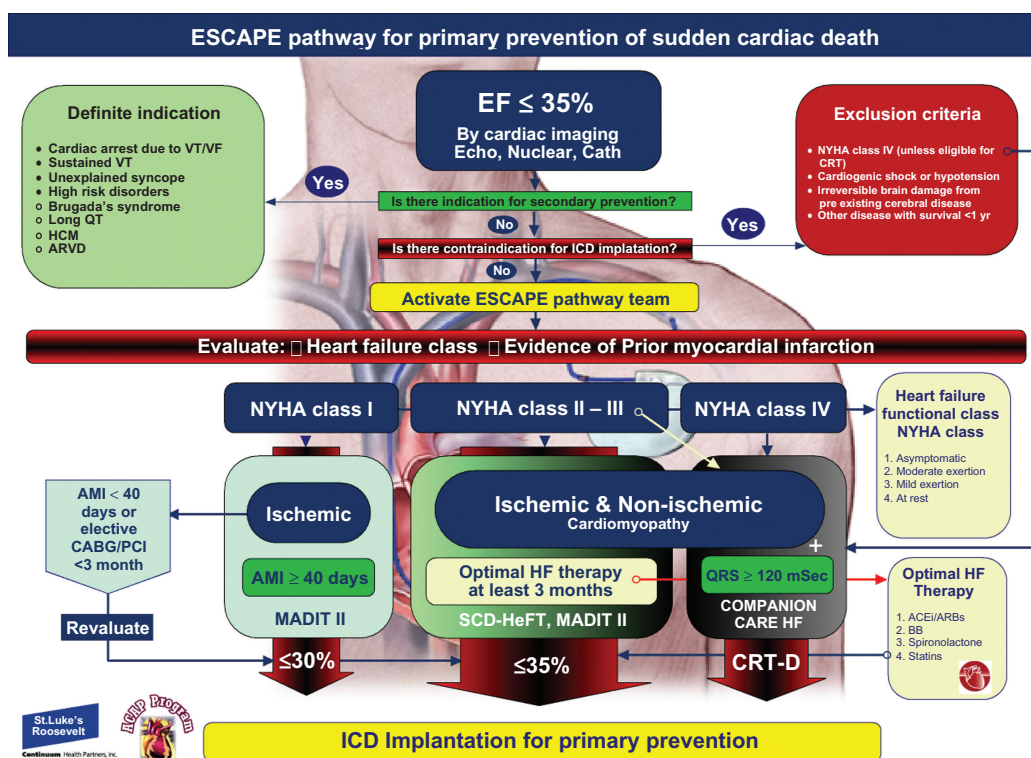 ESCAPE pathway for primary prevention of sudden cardiac death
Definite indication
• Cardiac arrest due to VT/VF
• Sustained VT
• Unexplained syncope
• High risk disorders
○ Brugada's syndrome
○ Long QT
○ HCM
○ ARVD
EF ≤ 35%
By cardiac imaging
Echo, Nuclear, Cath
Exclusion criteria
• NYHA class IV (unless eligible for
CRT)
• Cardiogenic shock or hypotension
• Irreversible brain damage from
pre existing cerebral disease
• Other disease with survival <1 yr
Yes
Is there indication for secondary prevention?
No
Yes
Is there contraindication for ICD implatation?
No
Activate ESCAPE pathway team
Evaluate: □ Heart failure class □ Evidence of Prior myocardial infarction
NYHA class I
NYHA class II – III
NYHA class IV
Heart failure
functional class
NYHA class
1. Asymptomatic
2. Moderate exertion
3. Mild exertion
4. At rest
AMI < 40
days or
elective
CABG/PCI
<3 month
Revaluate
Ischemic
AMI ≥ 40 days
MADIT II
≤30%
Ischemic & Non-ischemic
Cardiomyopathy
Optimal HF therapy
at least 3 months
SCD-HeFT, MADIT II
≤35%
+
QRS ≥ 120 mSec
COMPANION
CARE HF
CRT-D
Optimal HF
Therapy
1. ACEi/ARBs
2. BB
3. Spironolactone
4. Statins
St.Luke's
Roosevelt
Continuum Health Partners, Inc.
ACAP Program
ICD Implantation for primary prevention